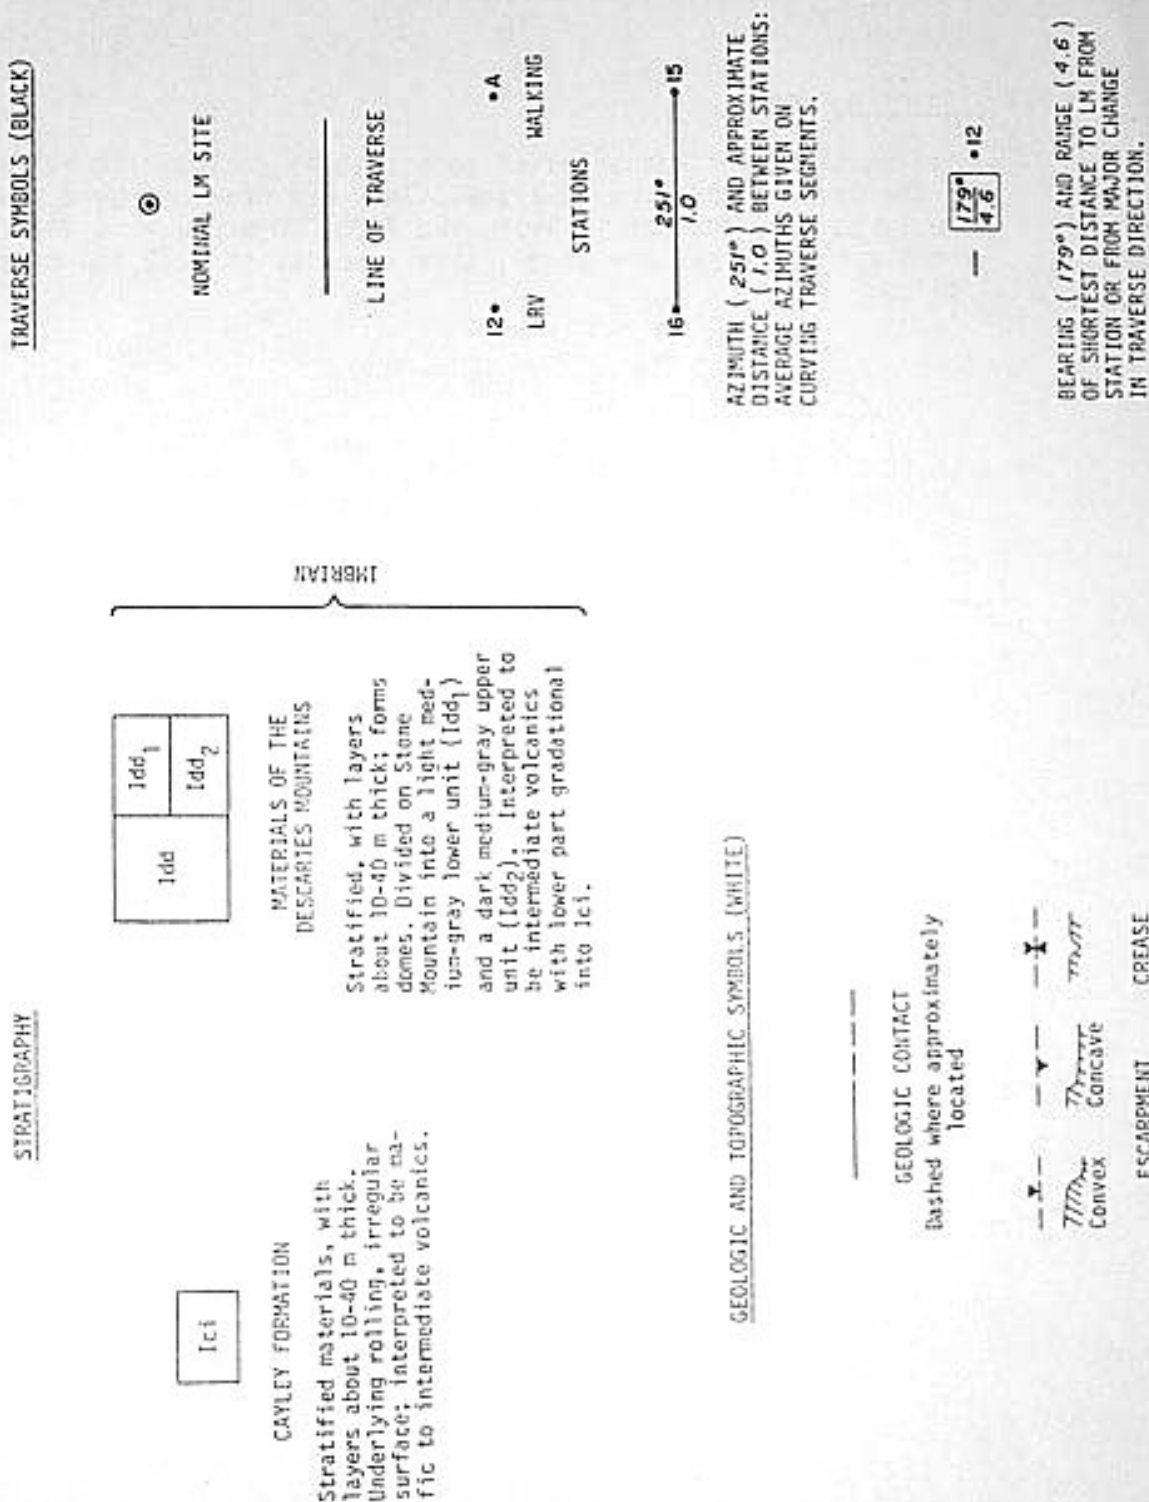 STRATIGRAPHY
Ici
CAYLEY FORMATION
Stratified materials, with
layers about 10-40 m thick.
Underlying rolling, irregular
surface; interpreted to be ma-
fic to intermediate volcanics.
Idd
Idd1
Idd2
MATERIALS OF THE
DESCARTES MOUNTAINS
Stratified, with layers
about 10-40 m thick; forms
domes. Divided on Stone
Mountain into a light med-
ium-gray lower unit (Idd1)
and a dark medium-gray upper
unit (Idd2). Interpreted to
be intermediate volcanics
with lower part gradational
into Ici.
IMBRIAN
GEOLOGIC AND TOPOGRAPHIC SYMBOLS (WHITE)
GEOLOGIC CONTACT
Dashed where approximately
located
Convex
Concave
ESCARPMENT
CREASE
TRAVERSE SYMBOLS (BLACK)
NOMINAL LM SITE
LINE OF TRAVERSE
12• •A
LRV WALKING
STATIONS
16• 251° •15
1.0
AZIMUTH (251°) AND APPROXIMATE
DISTANCE (1.0) BETWEEN STATIONS:
AVERAGE AZIMUTHS GIVEN ON
CURVING TRAVERSE SEGMENTS.
179° •12
4.6
BEARING (179°) AND RANGE (4.6)
OF SHORTEST DISTANCE TO LM FROM
STATION OR FROM MAJOR CHANGE
IN TRAVERSE DIRECTION.